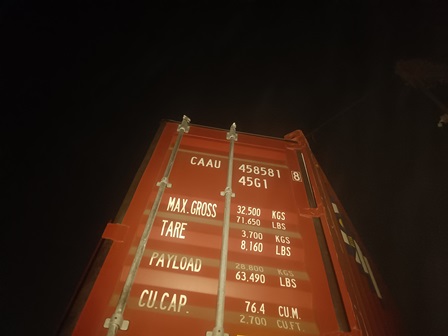 CAAU 458581 8
45G1
MAX.GROSS 32.500 KGS
71.650 LBS
TARE 3.700 KGS
8,160 LBS
PAYLOAD 28.800 KGS
63,490 LBS
CU.CAP. 76.4 CU.M.
2,700 CU.FT.